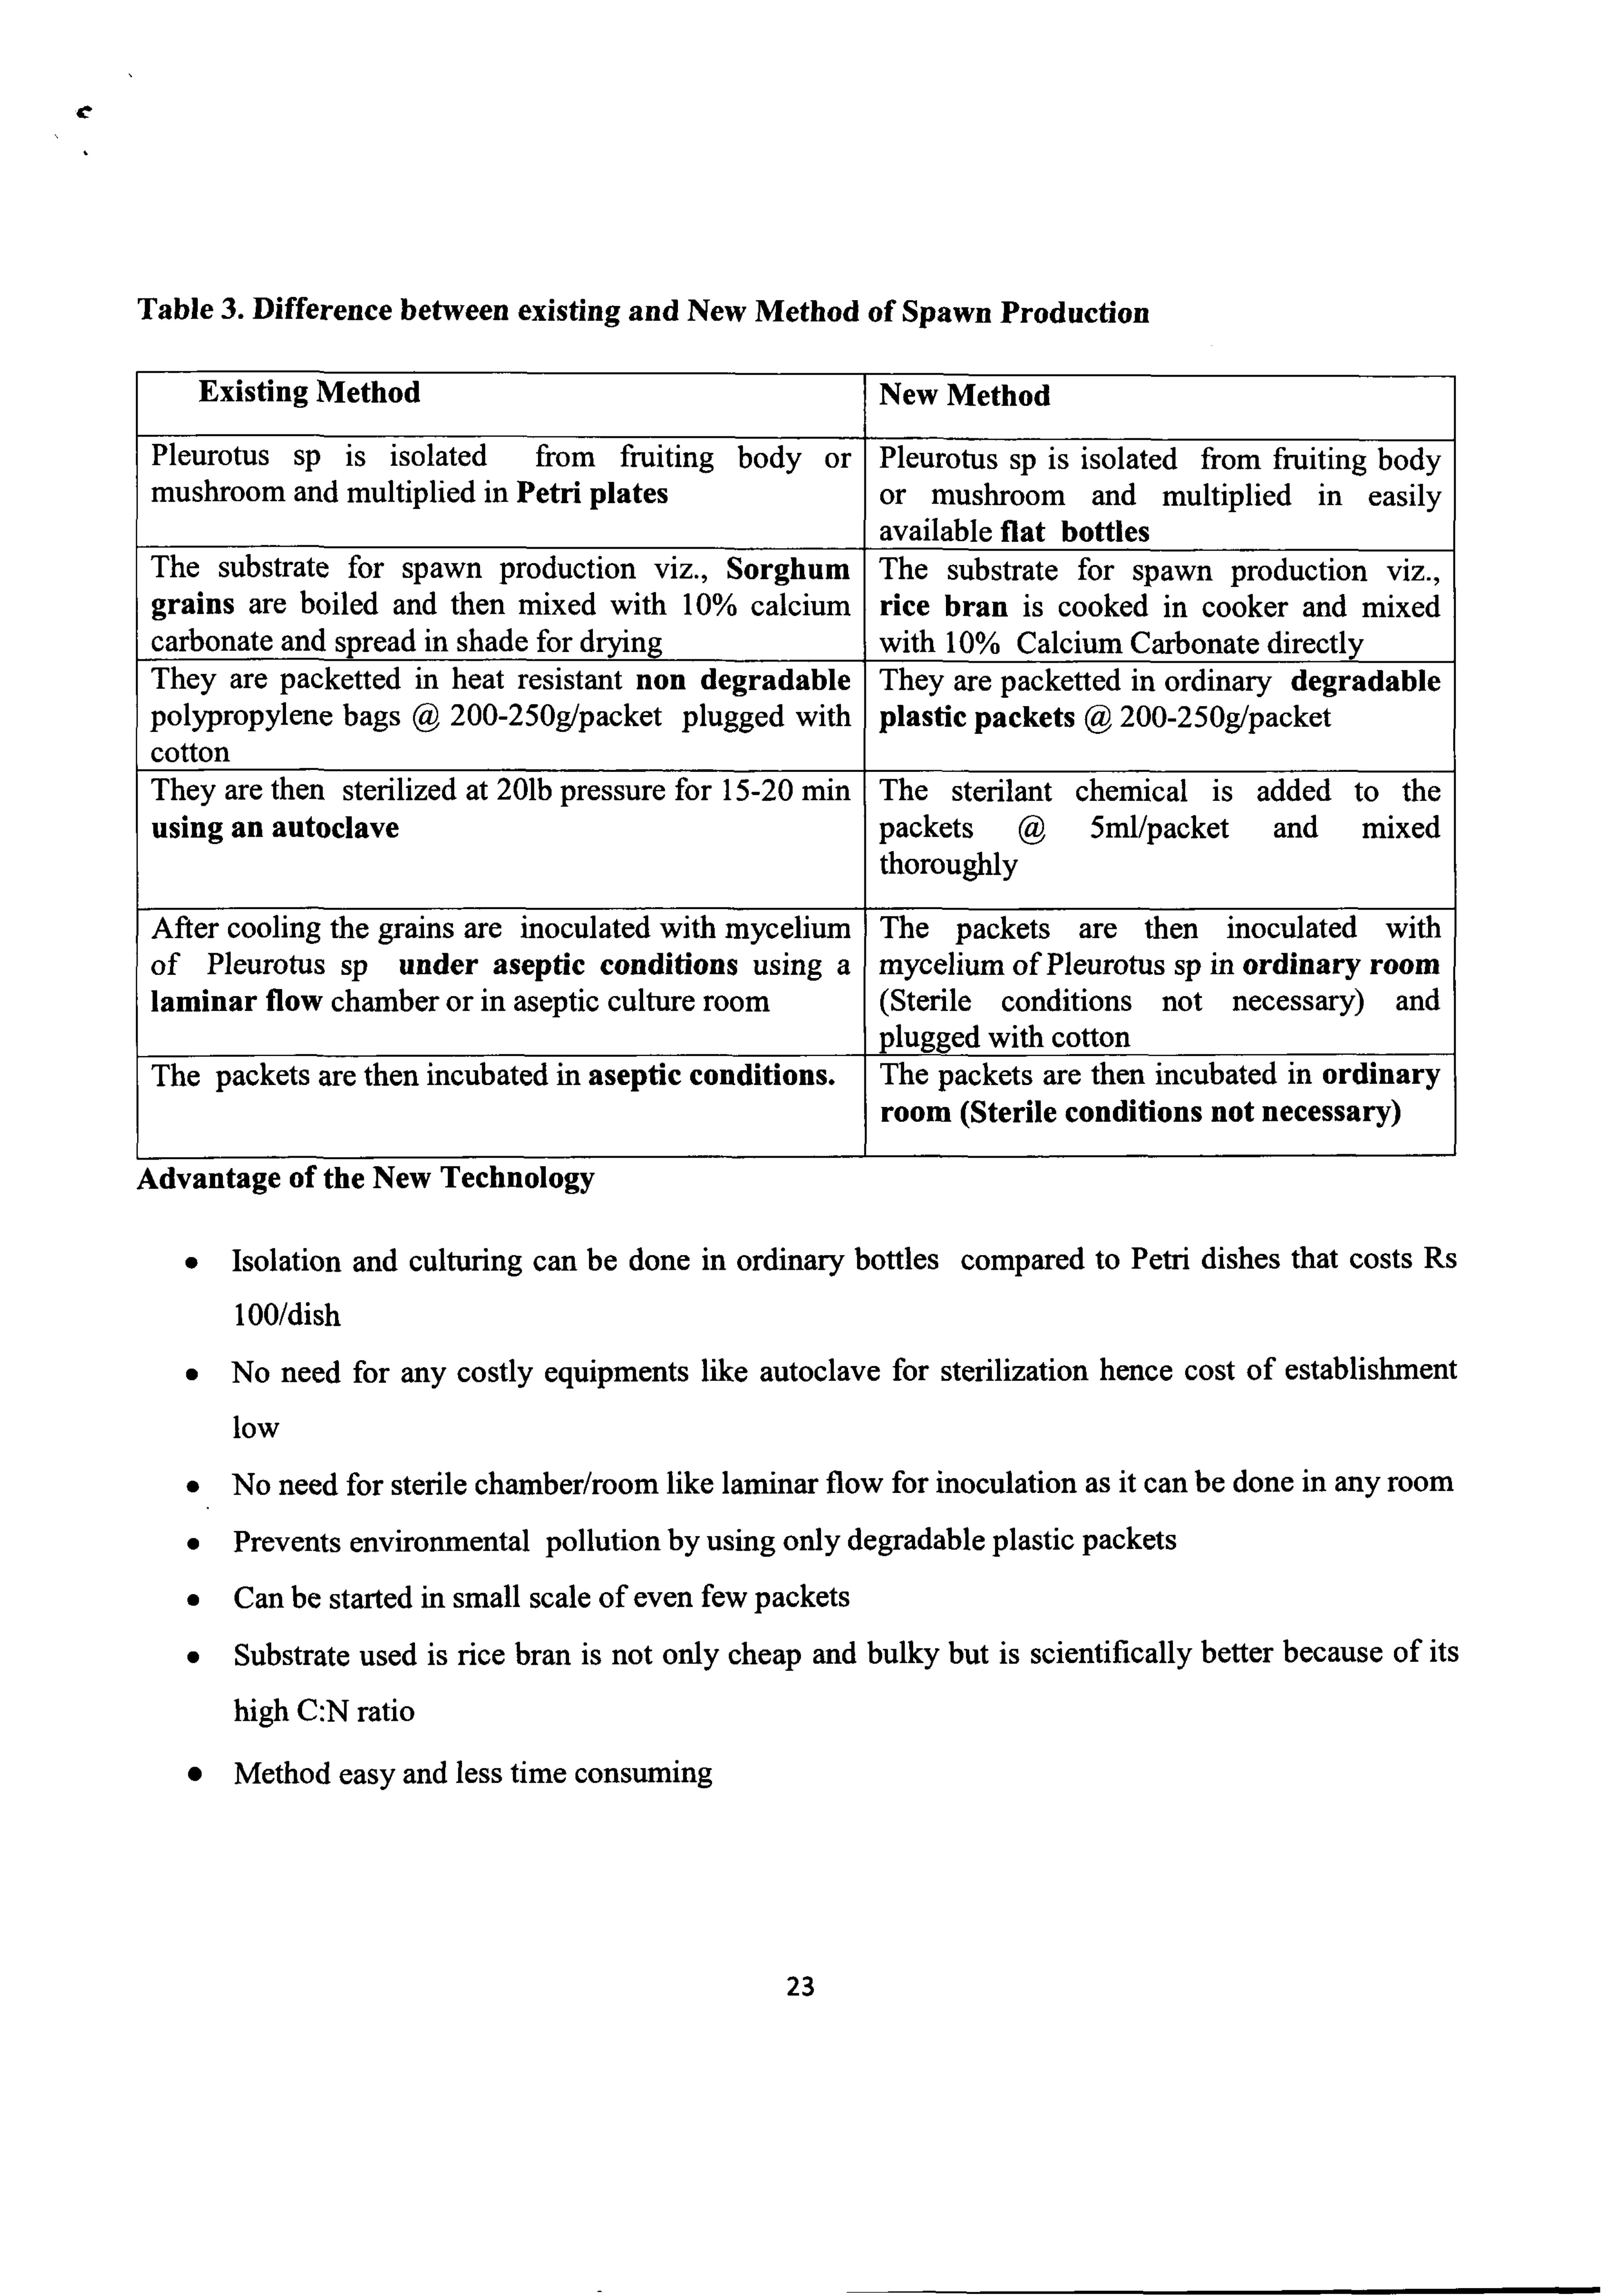 Table 3. Difference between existing and New Method of Spawn Production
Existing Method
New Method
Pleurotus sp is isolated from fruiting body or
mushroom and multiplied in Petri plates
Pleurotus sp is isolated from fruiting body
or mushroom and multiplied in easily
available flat bottles
The substrate for spawn production viz., Sorghum
grains are boiled and then mixed with 10% calcium
carbonate and spread in shade for drying
The substrate for spawn production viz.,
rice bran is cooked in cooker and mixed
with 10% Calcium Carbonate directly
They are packetted in heat resistant non degradable
polypropylene bags @ 200-250g/packet plugged with
cotton
They are packetted in ordinary degradable
plastic packets @ 200-250g/packet
They are then sterilized at 20lb pressure for 15-20 min
using an autoclave
The sterilant chemical is added to the
packets @ 5ml/packet and mixed
thoroughly
After cooling the grains are inoculated with mycelium
of Pleurotus sp under aseptic conditions using a
laminar flow chamber or in aseptic culture room
The packets are then inoculated with
mycelium of Pleurotus sp in ordinary room
(Sterile conditions not necessary) and
plugged with cotton
The packets are then incubated in aseptic conditions.
The packets are then incubated in ordinary
room (Sterile conditions not necessary)
Advantage of the New Technology
• Isolation and culturing can be done in ordinary bottles compared to Petri dishes that costs Rs
100/dish
• No need for any costly equipments like autoclave for sterilization hence cost of establishment
low
• No need for sterile chamber/room like laminar flow for inoculation as it can be done in any room
• Prevents environmental pollution by using only degradable plastic packets
• Can be started in small scale of even few packets
• Substrate used is rice bran is not only cheap and bulky but is scientifically better because of its
high C:N ratio
• Method easy and less time consuming
23